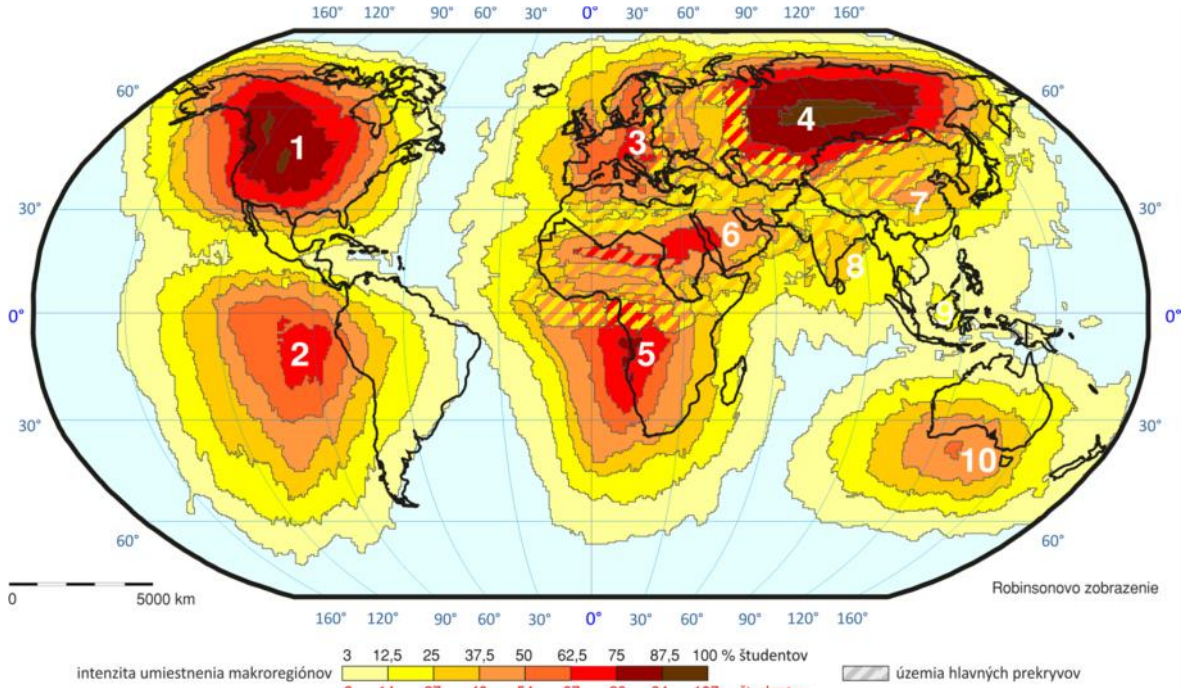 160° 120° 90° 60° 30° 0° 30° 60° 90° 120° 160°
60° 60°
1 3 4
30° 7 30°
6
8
0° 9 0°
2 5
30° 30°
10
60° 60°
0 5000 km
Robinsonovo zobrazenie
160° 120° 90° 60° 30° 0° 30° 60° 90° 120° 160°
3 12,5 25 37,5 50 62,5 75 87,5 100 % študentov
intenzita umiestnenia makroregiónov
územia hlavných prekryvov